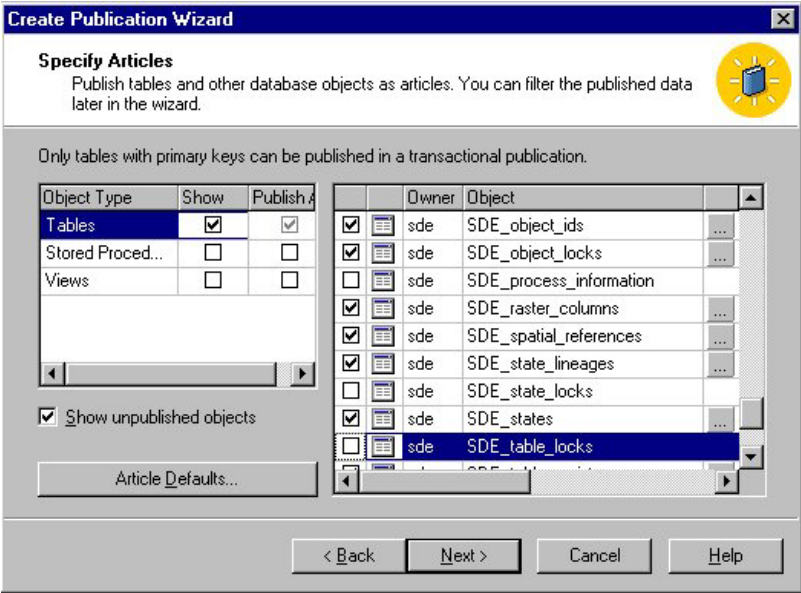 Create Publication Wizard
Specify Articles
Publish tables and other database objects as articles. You can filter the published data
later in the wizard.
Only tables with primary keys can be published in a transactional publication.
Object Type Show Publish A
Tables
Stored Proced...
Views
Show unpublished objects
Article Defaults...
Owner Object
sde SDE_object_ids ...
sde SDE_object_locks ...
sde SDE_process_information
sde SDE_raster_columns ...
sde SDE_spatial_references ...
sde SDE_state_lineages ...
sde SDE_state_locks
sde SDE_states ...
sde SDE_table_locks
< Back Next > Cancel Help